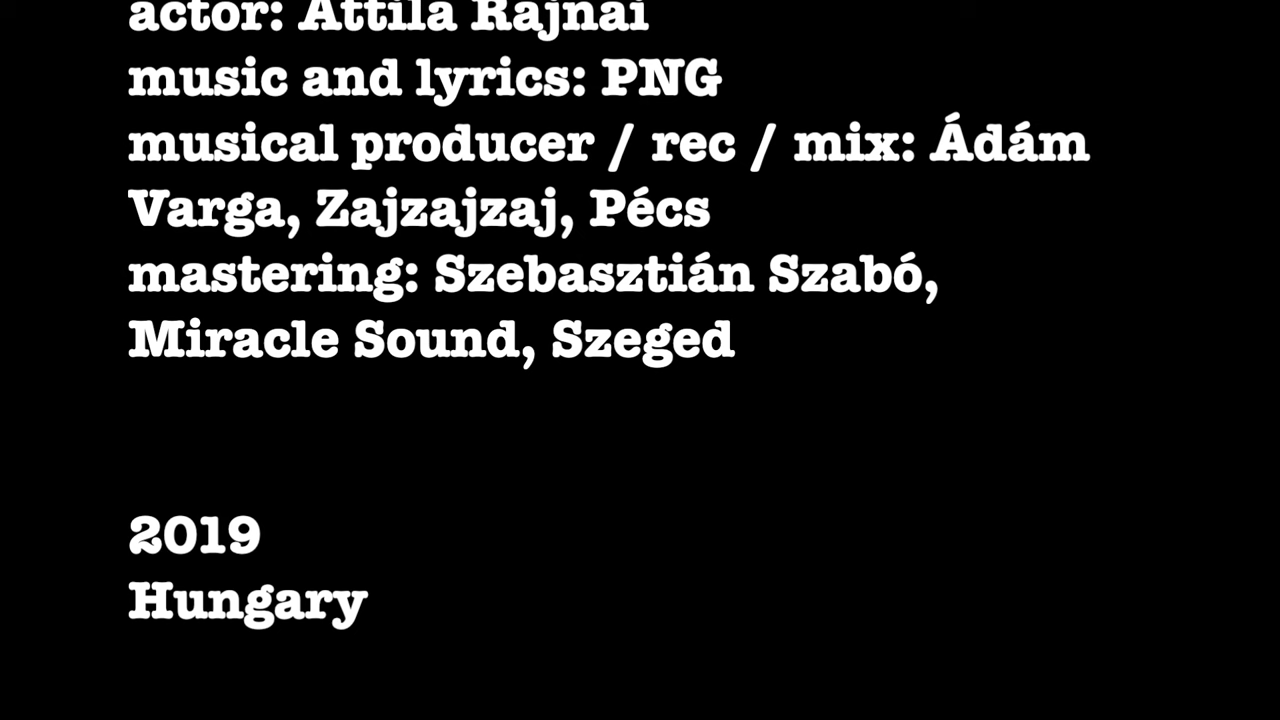 actor: Attila Rajnai
music and lyrics: PNG
musical producer / rec / mix: Ádám
Varga, Zajzajzaj, Pécs
mastering: Szebasztián Szabó,
Miracle Sound, Szeged
2019
Hungary